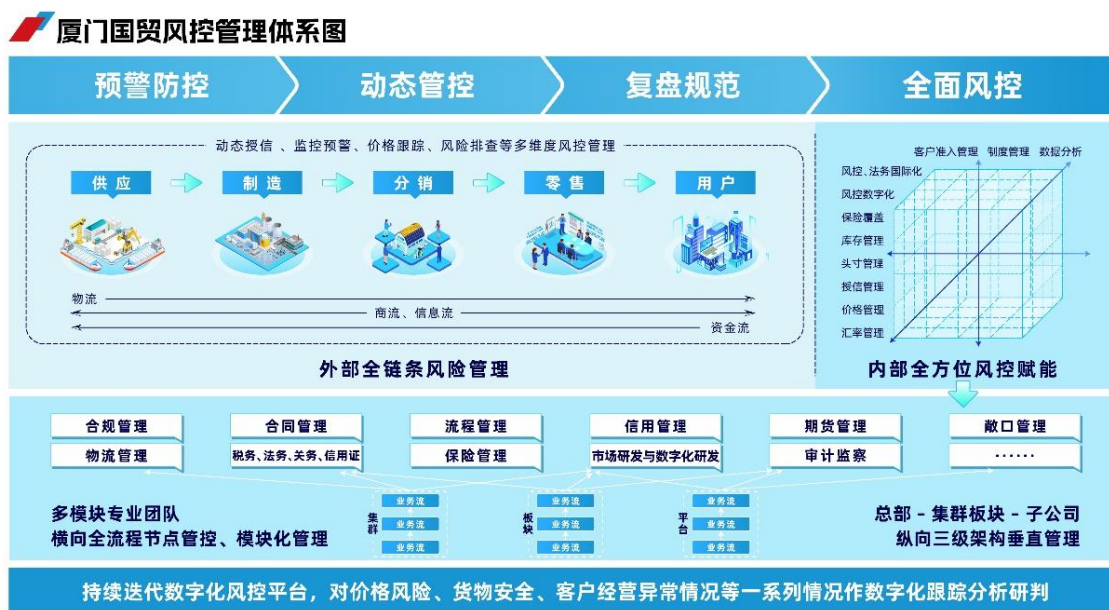 厦门国贸风控管理体系图
预警防控
动态管控
复盘规范
全面风控
动态授信 、监控预警、价格跟踪、风险排查等多维度风控管理
供应
制造
分销
零售
用户
物流
商流、信息流
资金流
外部全链条风险管理
客户准入管理 制度管理 数据分析
风控、法务国际化
风控数字化
保险覆盖
库存管理
头寸管理
授信管理
价格管理
汇率管理
内部全方位风控赋能
合规管理
合同管理
流程管理
信用管理
期货管理
敞口管理
物流管理
税务、法务、关务、信用证
保险管理
市场研发与数字化研发
审计监察
······
多模块专业团队
横向全流程节点管控、模块化管理
集群
业务流
业务流
业务流
板块
业务流
业务流
业务流
平台
业务流
业务流
业务流
总部 - 集群板块 - 子公司
纵向三级架构垂直管理
持续迭代数字化风控平台，对价格风险、货物安全、客户经营异常情况等一系列情况作数字化跟踪分析研判